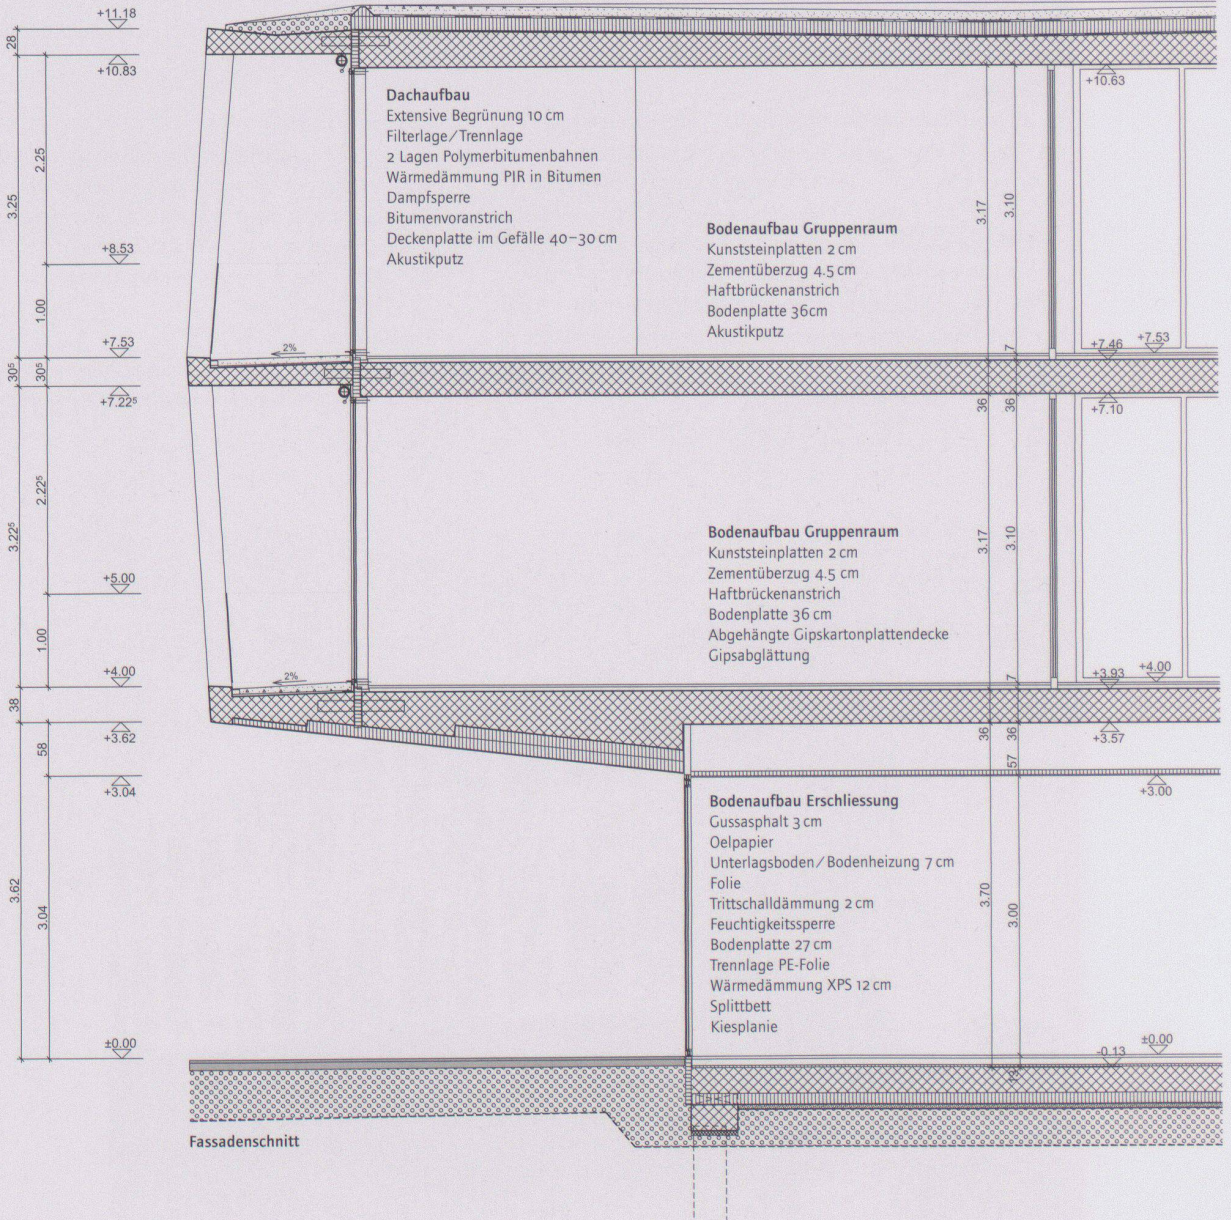 +11.18
28
+10.83
2.25
3.25
+8.53
1.00
+7.53
30⁵
30⁵
+7.22⁵
2.22⁵
3.22⁵
+5.00
1.00
+4.00
38
+3.62
58
+3.04
3.62
3.04
±0.00
Dachaufbau
Extensive Begrünung 10 cm
Filterlage/Trennlage
2 Lagen Polymerbitumenbahnen
Wärmedämmung PIR in Bitumen
Dampfsperre
Bitumenvoranstrich
Deckenplatte im Gefälle 40–30 cm
Akustikputz
2%
Bodenaufbau Gruppenraum
Kunststeinplatten 2 cm
Zementüberzug 4.5 cm
Haftbrückenanstrich
Bodenplatte 36cm
Akustikputz
3.17
3.10
+10.63
7
+7.46
+7.53
36
36
+7.10
2%
Bodenaufbau Gruppenraum
Kunststeinplatten 2 cm
Zementüberzug 4.5 cm
Haftbrückenanstrich
Bodenplatte 36 cm
Abgehängte Gipskartonplattendecke
Gipsabglättung
3.17
3.10
7
+3.93
+4.00
36
36
+3.57
57
+3.00
Bodenaufbau Erschliessung
Gussasphalt 3 cm
Oelpapier
Unterlagsboden/Bodenheizung 7 cm
Folie
Trittschalldämmung 2 cm
Feuchtigkeitssperre
Bodenplatte 27 cm
Trennlage PE-Folie
Wärmedämmung XPS 12 cm
Splittbett
Kiesplanie
3.70
3.00
-0.13
±0.00
13
Fassadenschnitt